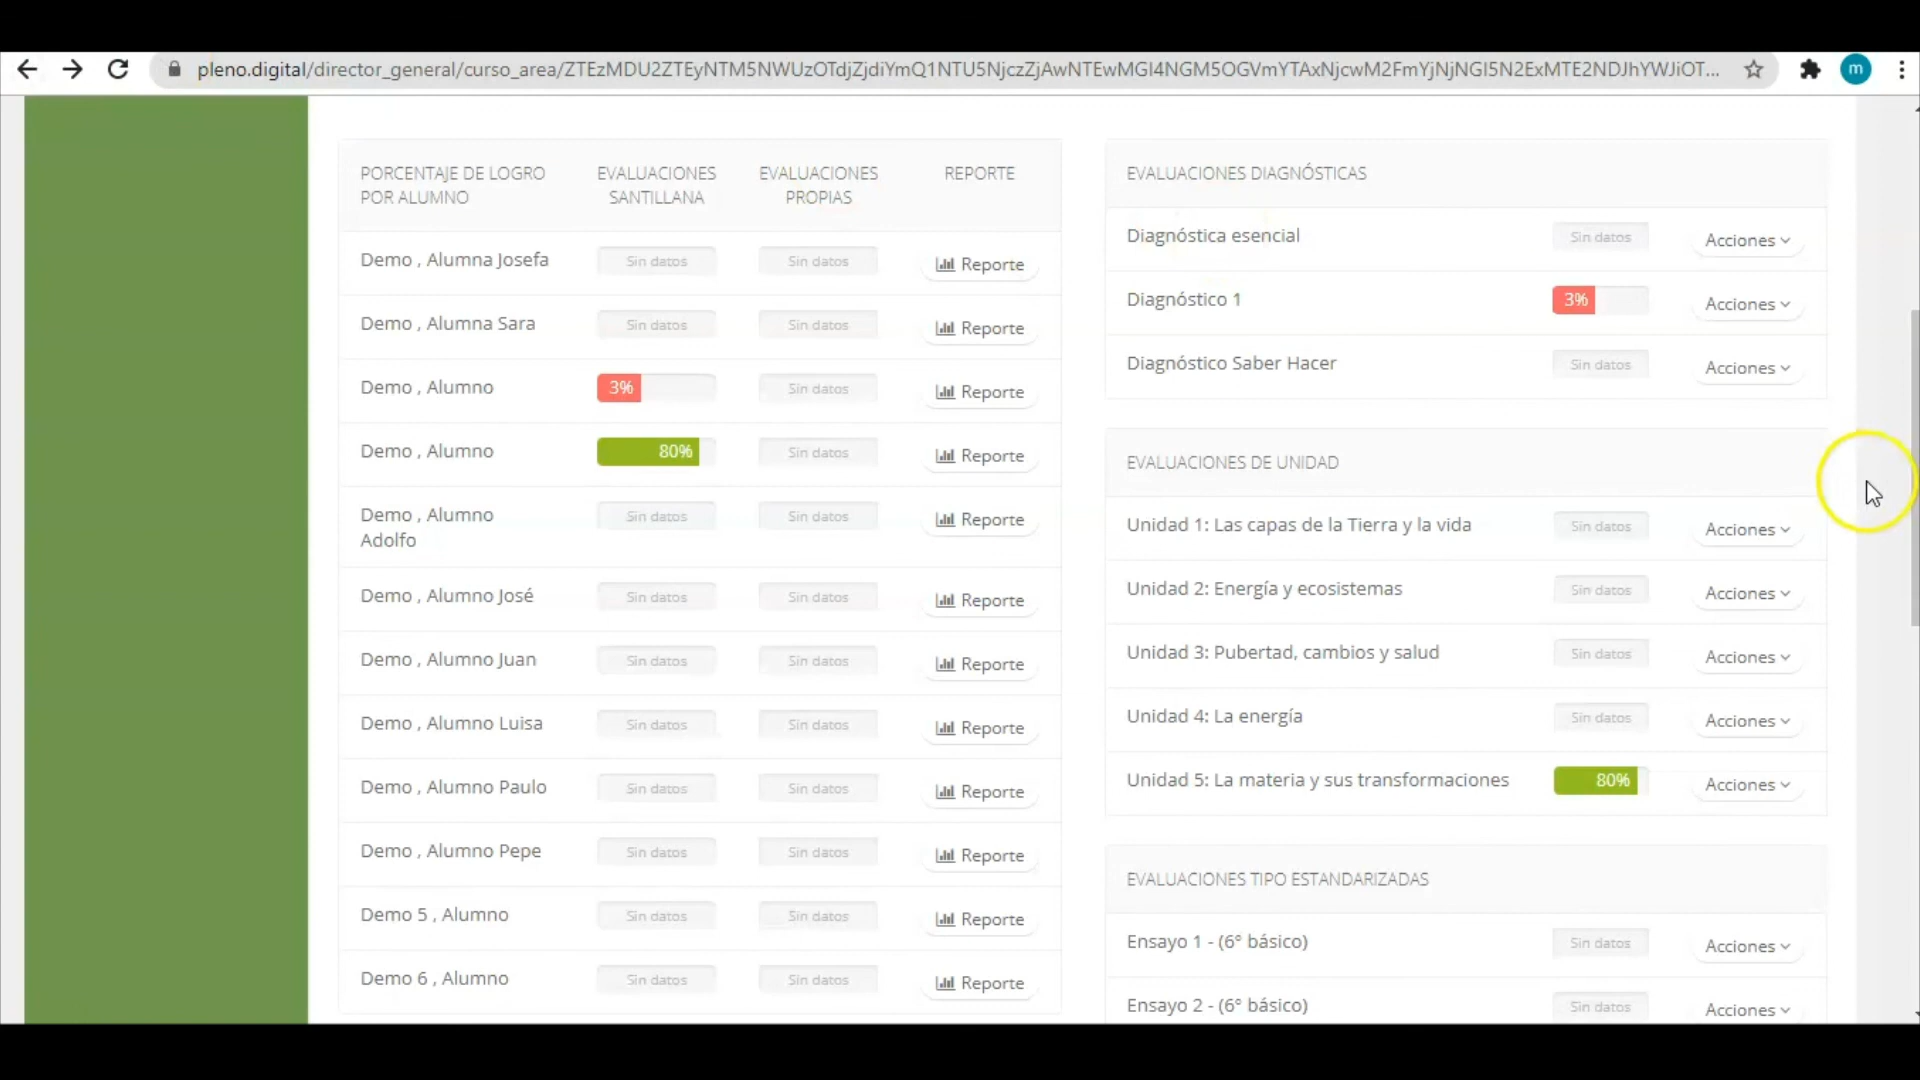 pleno.digital/director_general/curso_area/
m
PORCENTAJE DE LOGRO
POR ALUMNO
EVALUACIONES
SANTILLANA
EVALUACIONES
PROPIAS
REPORTE
Demo , Alumna Josefa Sin datos Sin datos Reporte
Demo , Alumna Sara Sin datos Sin datos Reporte
Demo , Alumno 3% Sin datos Reporte
Demo , Alumno 80% Sin datos Reporte
Demo , Alumno
Adolfo
Sin datos Sin datos Reporte
Demo , Alumno José Sin datos Sin datos Reporte
Demo , Alumno Juan Sin datos Sin datos Reporte
Demo , Alumno Luisa Sin datos Sin datos Reporte
Demo , Alumno Paulo Sin datos Sin datos Reporte
Demo , Alumno Pepe Sin datos Sin datos Reporte
Demo 5 , Alumno Sin datos Sin datos Reporte
Demo 6 , Alumno Sin datos Sin datos Reporte
EVALUACIONES DIAGNÓSTICAS
Diagnóstica esencial Sin datos Acciones
Diagnóstico 1 3% Acciones
Diagnóstico Saber Hacer Sin datos Acciones
EVALUACIONES DE UNIDAD
Unidad 1: Las capas de la Tierra y la vida Sin datos Acciones
Unidad 2: Energía y ecosistemas Sin datos Acciones
Unidad 3: Pubertad, cambios y salud Sin datos Acciones
Unidad 4: La energía Sin datos Acciones
Unidad 5: La materia y sus transformaciones 80% Acciones
EVALUACIONES TIPO ESTANDARIZADAS
Ensayo 1 - (6° básico) Sin datos Acciones
Ensayo 2 - (6° básico) Sin datos Acciones